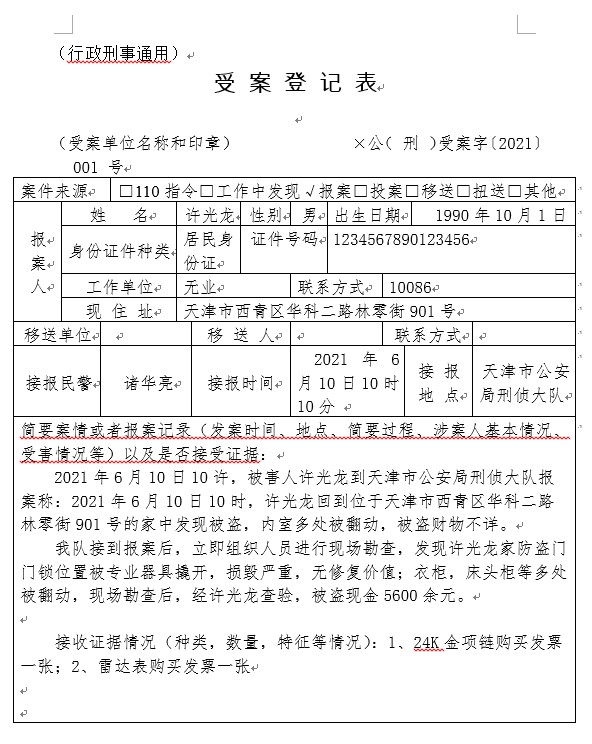 （行政刑事通用）
受 案 登 记 表
（受案单位名称和印章） ×公( 刑 )受案字〔2021〕
001 号
案件来源 □110 指令□工作中发现√报案□投案□移送□扭送□其他
报案人 姓 名 许光龙 性别 男 出生日期 1990 年 10 月 1 日
身份证件种类 居民身份证 证件号码 1234567890123456
工作单位 无业 联系方式 10086
现 住 址 天津市西青区华科二路林零街 901 号
移送单位 移 送 人 联系方式
接报民警 诸华亮 接报时间 2021 年 6 月 10 日 10 时 10 分 接 报 地 点 天津市公安局刑侦大队
简要案情或者报案记录（发案时间、地点、简要过程、涉案人基本情况、
受害情况等）以及是否接受证据：
2021 年 6 月 10 日 10 许，被害人许光龙到天津市公安局刑侦大队报
案称：2021 年 6 月 10 日 10 时，许光龙回到位于天津市西青区华科二路
林零街 901 号的家中发现被盗，内室多处被翻动，被盗财物不详。
我队接到报案后，立即组织人员进行现场勘查，发现许光龙家防盗门
门锁位置被专业器具撬开，损毁严重，无修复价值；衣柜，床头柜等多处
被翻动，现场勘查后，经许光龙查验，被盗现金 5600 余元。
接收证据情况（种类，数量，特征等情况）：1、24K 金项链购买发票
一张；2、雷达表购买发票一张